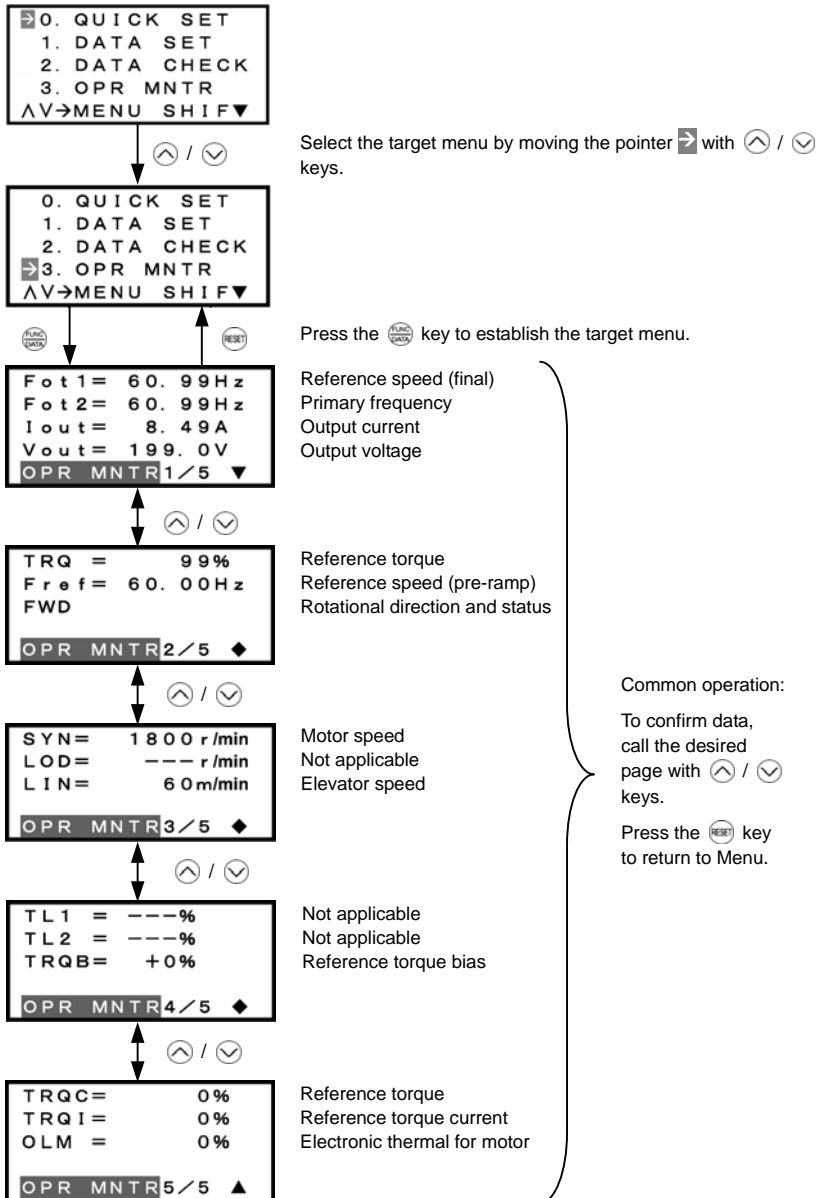 →0. QUICK SET
1. DATA SET
2. DATA CHECK
3. OPR MNTR
∧∨→MENU SHIF▼
∧ / ∨
Select the target menu by moving the pointer → with ∧ / ∨
keys.
0. QUICK SET
1. DATA SET
2. DATA CHECK
→3. OPR MNTR
∧∨→MENU SHIF▼
FUNC
DATA
RESET
Press the FUNC DATA key to establish the target menu.
Fot1= 60.99Hz Reference speed (final)
Fot2= 60.99Hz Primary frequency
Iout= 8.49A Output current
Vout= 199.0V Output voltage
OPR MNTR1/5 ▼
∧ / ∨
TRQ = 99% Reference torque
Fref= 60.00Hz Reference speed (pre-ramp)
FWD Rotational direction and status
OPR MNTR2/5 ◆
∧ / ∨
SYN= 1800r/min Motor speed
LOD= ---r/min Not applicable
LIN= 60m/min Elevator speed
OPR MNTR3/5 ◆
∧ / ∨
TL1 = ---% Not applicable
TL2 = ---% Not applicable
TRQB= +0% Reference torque bias
OPR MNTR4/5 ◆
∧ / ∨
TRQC= 0% Reference torque
TRQI= 0% Reference torque current
OLM = 0% Electronic thermal for motor
OPR MNTR5/5 ▲
Common operation:
To confirm data,
call the desired
page with ∧ / ∨
keys.
Press the RESET key
to return to Menu.